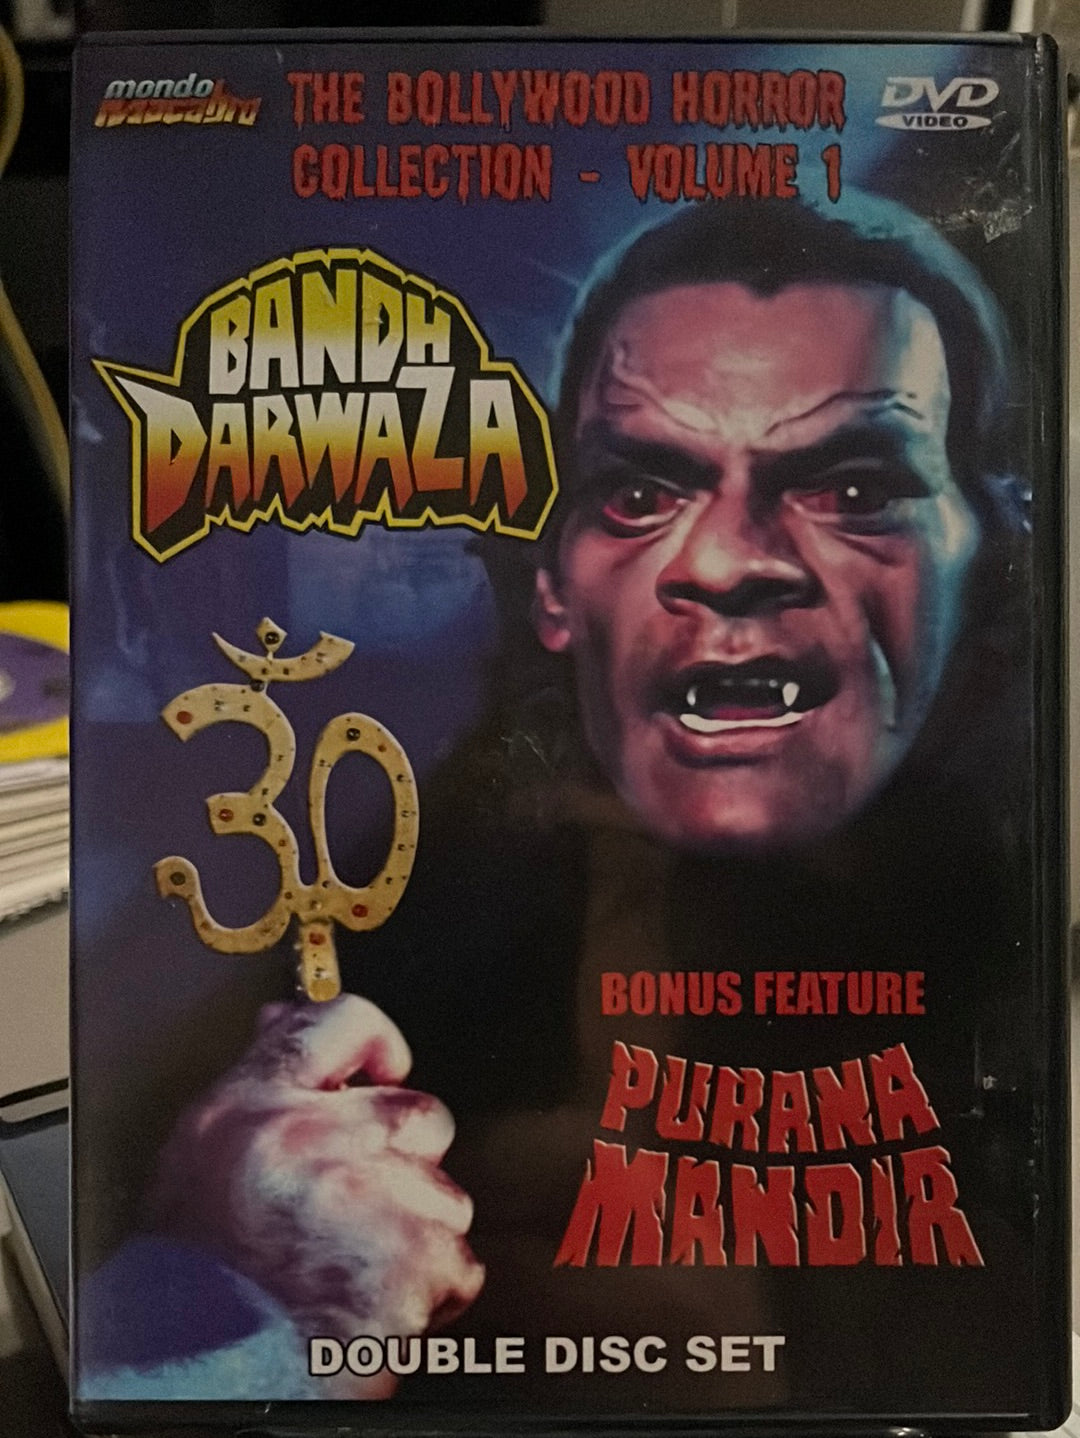 mondo
macabro
THE BOLLYWOOD HORROR
COLLECTION - VOLUME 1
DVD
VIDEO
BANDH
DARWAZA
ॐ
BONUS FEATURE
PURANA
MANDIR
DOUBLE DISC SET